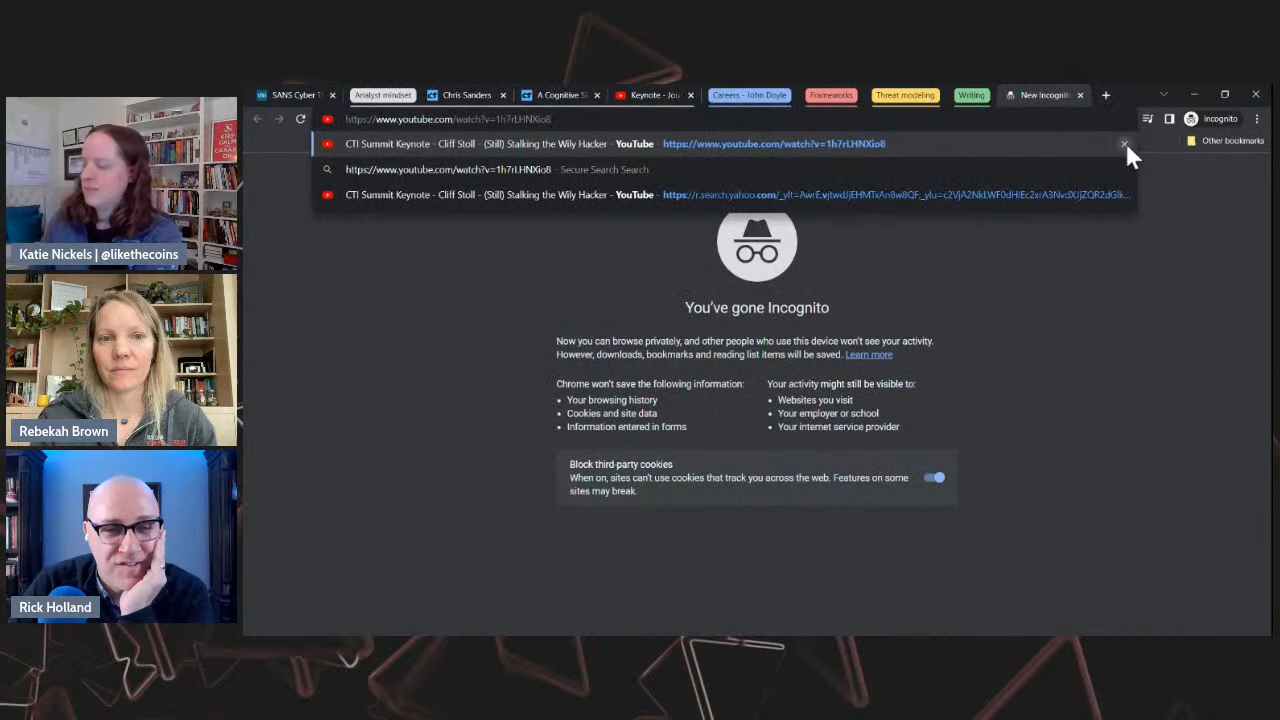 SANS Cyber T
Analyst mindset
Chris Sanders
A Cognitive S
Keynote - Jou
Careers - John Doyle
Frameworks
Threat modeling
Writing
New Incognit
https://www.youtube.com/watch?v=1h7rLHNXio8
Incognito
CTI Summit Keynote - Cliff Stoll - (Still) Stalking the Wily Hacker - YouTube - https://www.youtube.com/watch?v=1h7rLHNXio8
Other bookmarks
https://www.youtube.com/watch?v=1h7rLHNXio8 - Secure Search Search
CTI Summit Keynote - Cliff Stoll - (Still) Stalking the Wily Hacker - YouTube -
You've gone Incognito
Now you can browse privately, and other people who use this device won't see your activity.
However, downloads, bookmarks and reading list items will be saved. Learn more
Chrome won't save the following information:
• Your browsing history
• Cookies and site data
• Information entered in forms
Your activity might still be visible to:
• Websites you visit
• Your employer or school
• Your internet service provider
Block third-party cookies
When on, sites can't use cookies that track you across the web. Features on some
sites may break.
Katie Nickels | @likethecoins
Rebekah Brown
Rick Holland